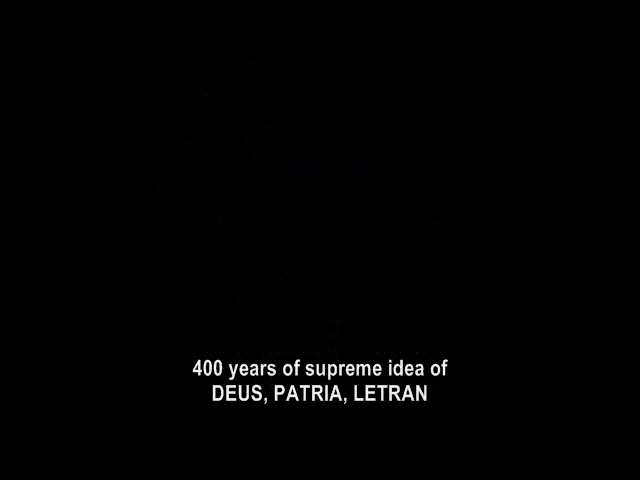 400 years of supreme idea of
DEUS, PATRIA, LETRAN